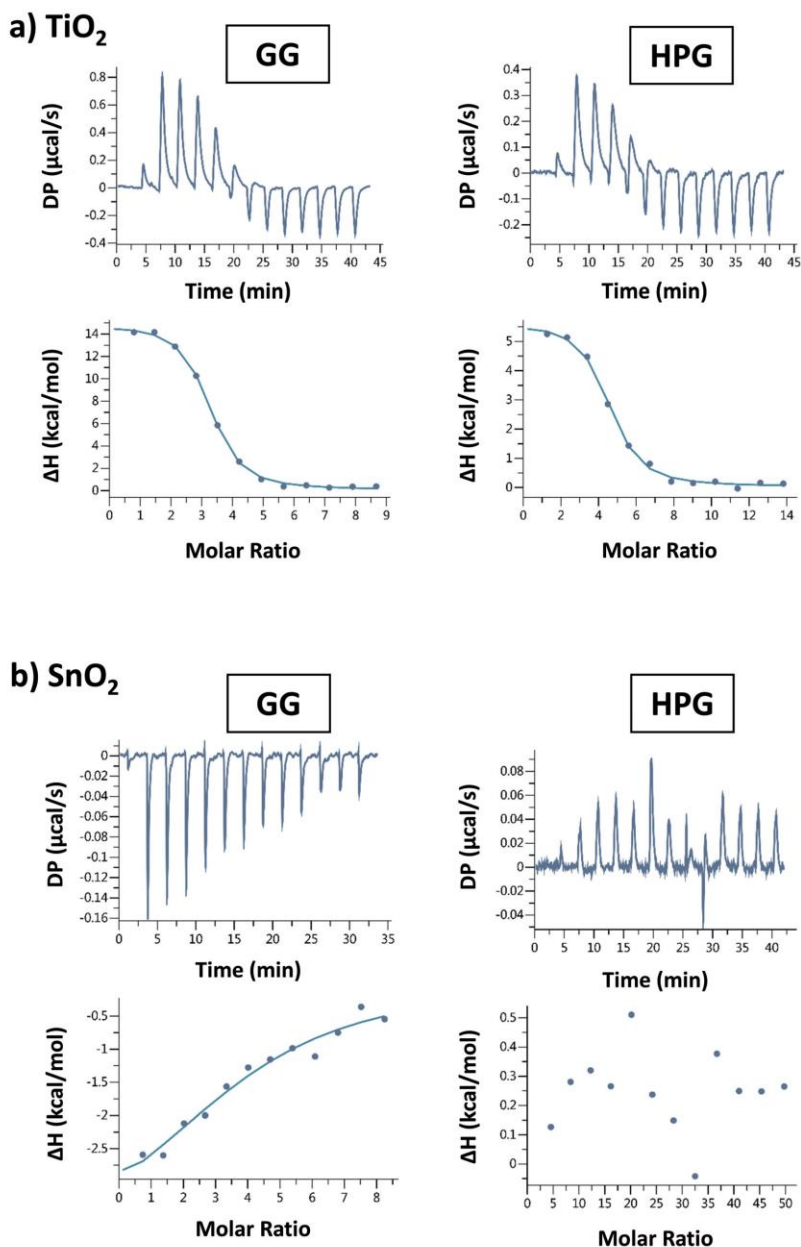 a) TiO₂
GG
HPG
DP (µcal/s)
0.8
0.6
0.4
0.2
0
-0.2
-0.4
0 5 10 15 20 25 30 35 40 45
Time (min)
DP (µcal/s)
0.4
0.3
0.2
0.1
0
-0.1
-0.2
0 5 10 15 20 25 30 35 40 45
Time (min)
ΔH (kcal/mol)
14
12
10
8
6
4
2
0
0 1 2 3 4 5 6 7 8 9
Molar Ratio
ΔH (kcal/mol)
5
4
3
2
1
0
0 2 4 6 8 10 12 14
Molar Ratio
b) SnO₂
GG
HPG
DP (µcal/s)
0
-0.02
-0.04
-0.06
-0.08
-0.1
-0.12
-0.14
-0.16
0 5 10 15 20 25 30 35
Time (min)
DP (µcal/s)
0.08
0.06
0.04
0.02
0
-0.02
-0.04
0 5 10 15 20 25 30 35 40
Time (min)
ΔH (kcal/mol)
-0.5
-1
-1.5
-2
-2.5
0 1 2 3 4 5 6 7 8
Molar Ratio
ΔH (kcal/mol)
0.5
0.4
0.3
0.2
0.1
0
0 5 10 15 20 25 30 35 40 45 50
Molar Ratio